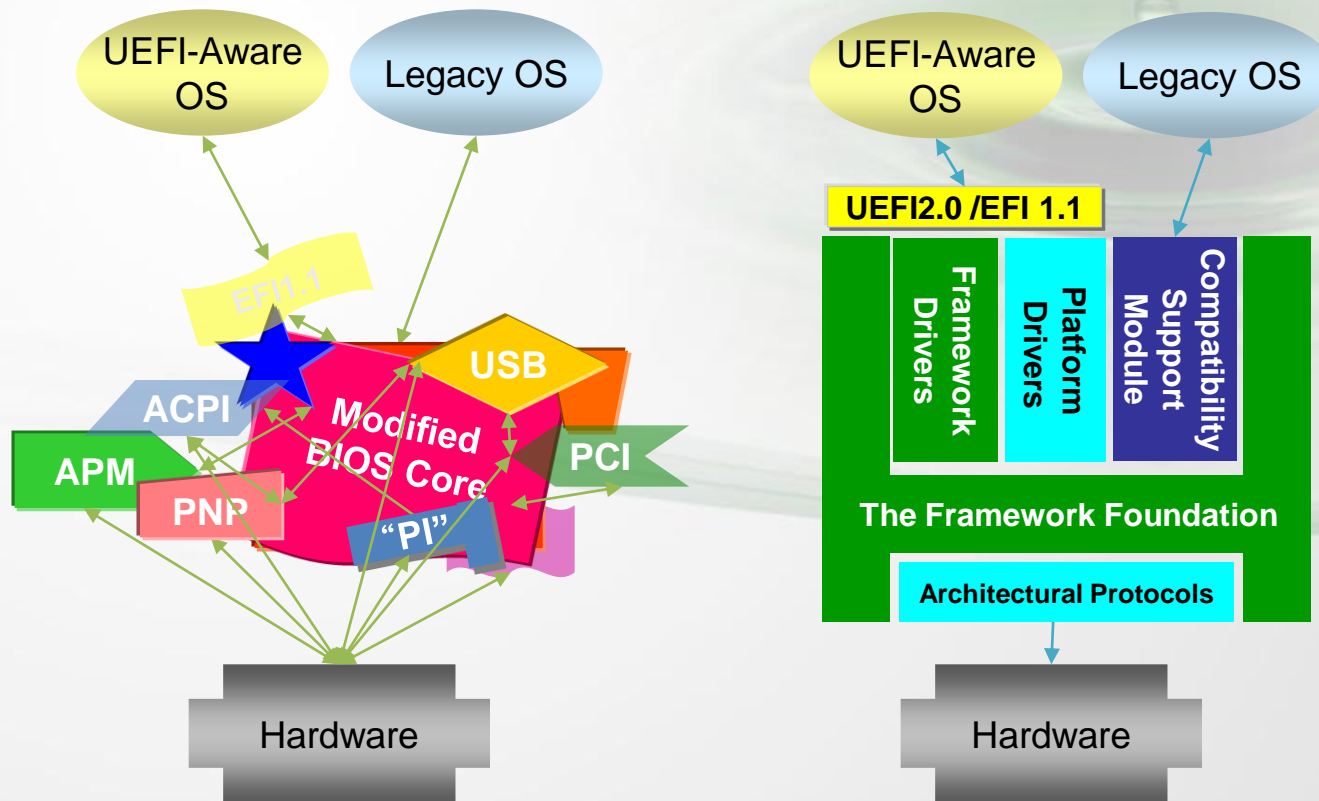 UEFI-Aware
OS
Legacy OS
EFI1.1
USB
ACPI
Modified
BIOS Core
APM
PCI
PNP
“PI”
Hardware
UEFI-Aware
OS
Legacy OS
UEFI2.0 /EFI 1.1
Framework
Drivers
Platform
Drivers
Compatibility
Support
Module
The Framework Foundation
Architectural Protocols
Hardware